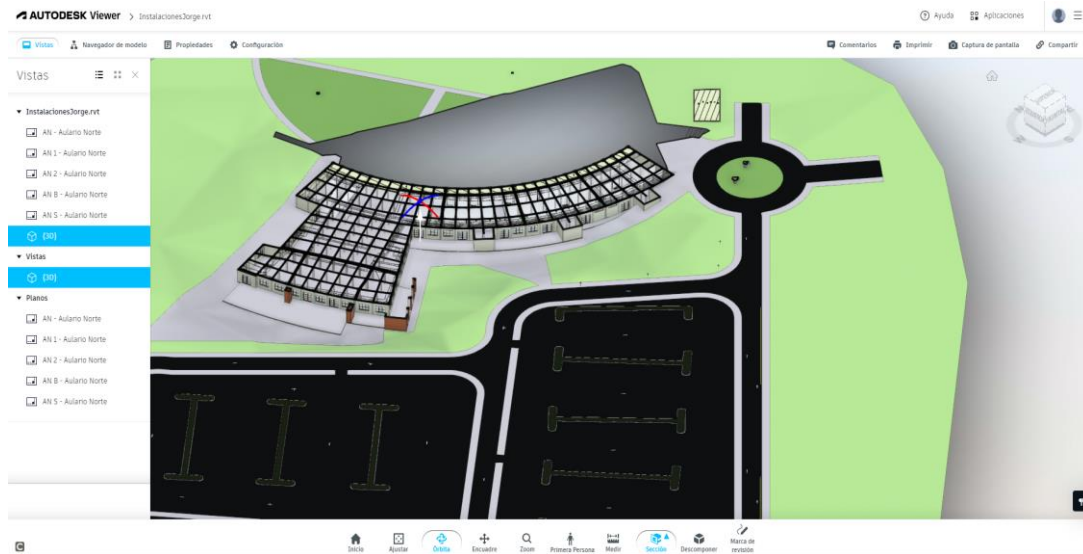 AUTODESK Viewer > InstalacionesJorge.rvt
Ayuda Aplicaciones
Vistas Navegador de modelo Propiedades Configuración
Comentarios Imprimir Captura de pantalla Compartir
Vistas
InstalacionesJorge.rvt
AN - Aulario Norte
AN 1 - Aulario Norte
AN 2 - Aulario Norte
AN B - Aulario Norte
AN S - Aulario Norte
{3D}
Vistas
{3D}
Planos
AN - Aulario Norte
AN 1 - Aulario Norte
AN 2 - Aulario Norte
AN B - Aulario Norte
AN S - Aulario Norte
Inicio Ajustar Órbita Encuadre Zoom Primera Persona Medir Sección Descomponer Marca de revisión